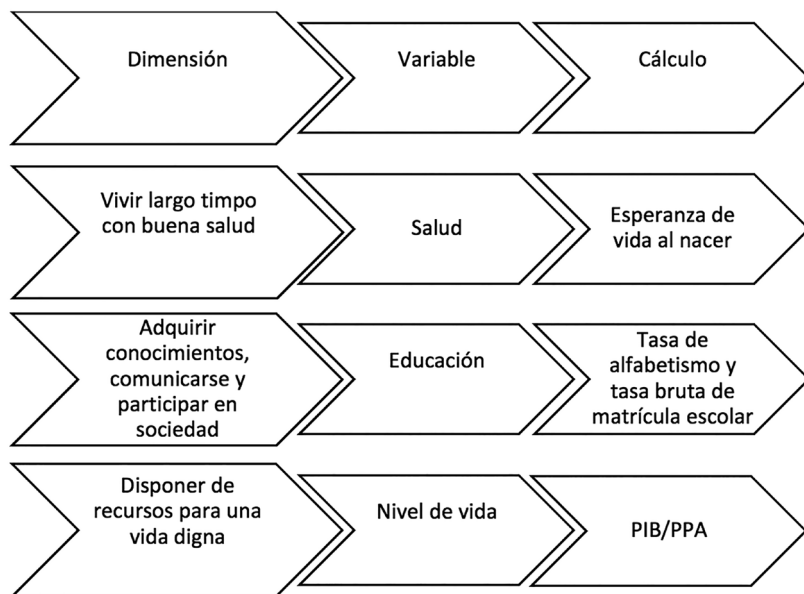 Dimensión
Variable
Cálculo
Vivir largo timpo
con buena salud
Salud
Esperanza de
vida al nacer
Adquirir
conocimientos,
comunicarse y
participar en
sociedad
Educación
Tasa de
alfabetismo y
tasa bruta de
matrícula escolar
Disponer de
recursos para una
vida digna
Nivel de vida
PIB/PPA